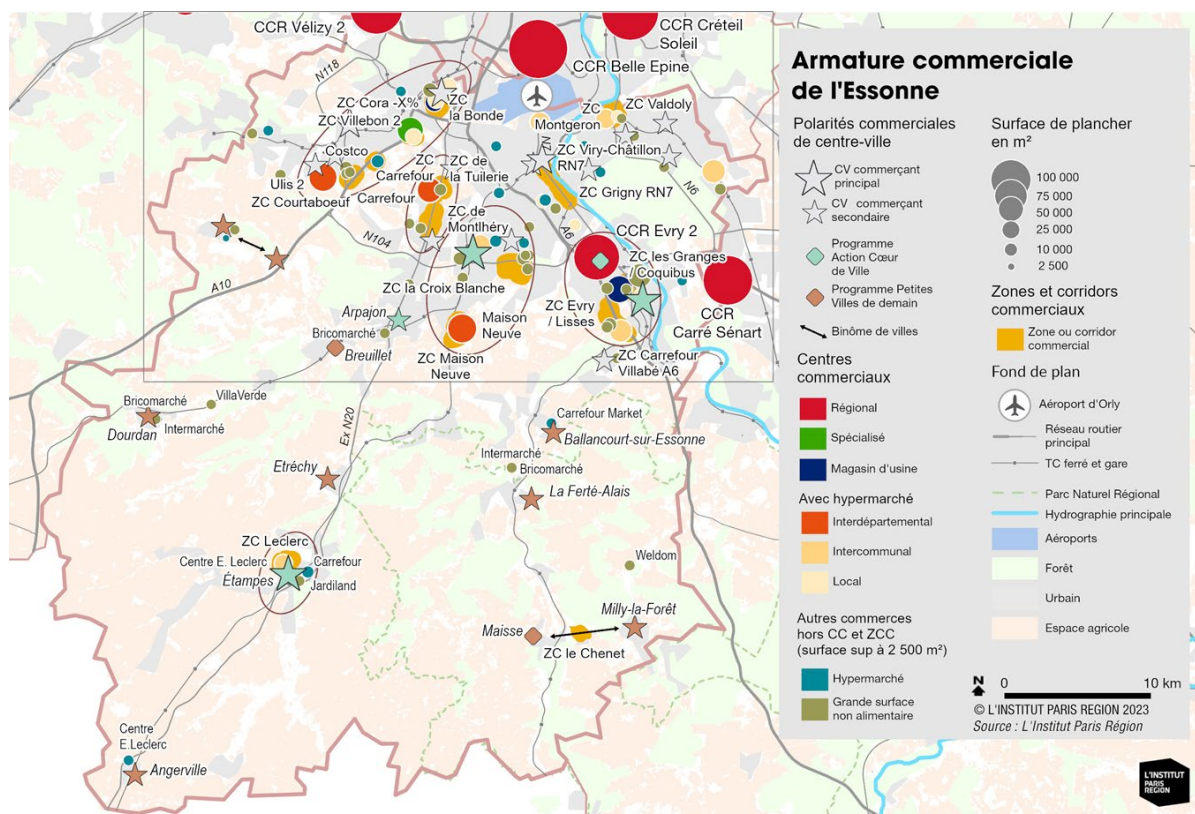 CCR Vélizy 2
CCR Créteil
Soleil
CCR Belle Epine
N118
ZC Cora -X%
ZC
la Bonde
ZC Villebon 2
ZC
Montgeron
ZC Valdoly
Costco
ZC
Carrefour
ZC de
la Tuilerie
ZC Viry-Châtillon
RN7
N6
Ulis 2
ZC Courtaboeuf
Carrefour
ZC Grigny RN7
ZC de
Montlhéry
A6
N104
CCR Evry 2
ZC les Granges
/ Coquibus
A10
ZC la Croix Blanche
ZC Evry
/ Lisses
CCR
Carré Sénart
Arpajon
Maison
Neuve
Bricomarché
Breuillet
ZC Maison
Neuve
ZC Carrefour
Villabé A6
Bricomarché
VillaVerde
Intermarché
Dourdan
Ex N20
Carrefour Market
Ballancourt-sur-Essonne
Intermarché
Bricomarché
Etréchy
La Ferté-Alais
ZC Leclerc
Centre E. Leclerc
Carrefour
Étampes
Jardiland
Weldom
Milly-la-Forêt
Maisse
ZC le Chenet
Centre
E.Leclerc
Angerville
Armature commerciale
de l'Essonne
Polarités commerciales
de centre-ville
CV commerçant
principal
CV commerçant
secondaire
Programme
Action Cœur
de Ville
Programme Petites
Villes de demain
Binôme de villes
Centres
commerciaux
Régional
Spécialisé
Magasin d'usine
Avec hypermarché
Interdépartemental
Intercommunal
Local
Autres commerces
hors CC et ZCC
(surface sup à 2 500 m²)
Hypermarché
Grande surface
non alimentaire
Surface de plancher
en m²
100 000
75 000
50 000
25 000
10 000
2 500
Zones et corridors
commerciaux
Zone ou corridor
commercial
Fond de plan
Aéroport d'Orly
Réseau routier
principal
TC ferré et gare
Parc Naturel Régional
Hydrographie principale
Aéroports
Forêt
Urbain
Espace agricole
N
0
10 km
© L'INSTITUT PARIS REGION 2023
Source : L'Institut Paris Région
L'INSTITUT
PARIS
REGION